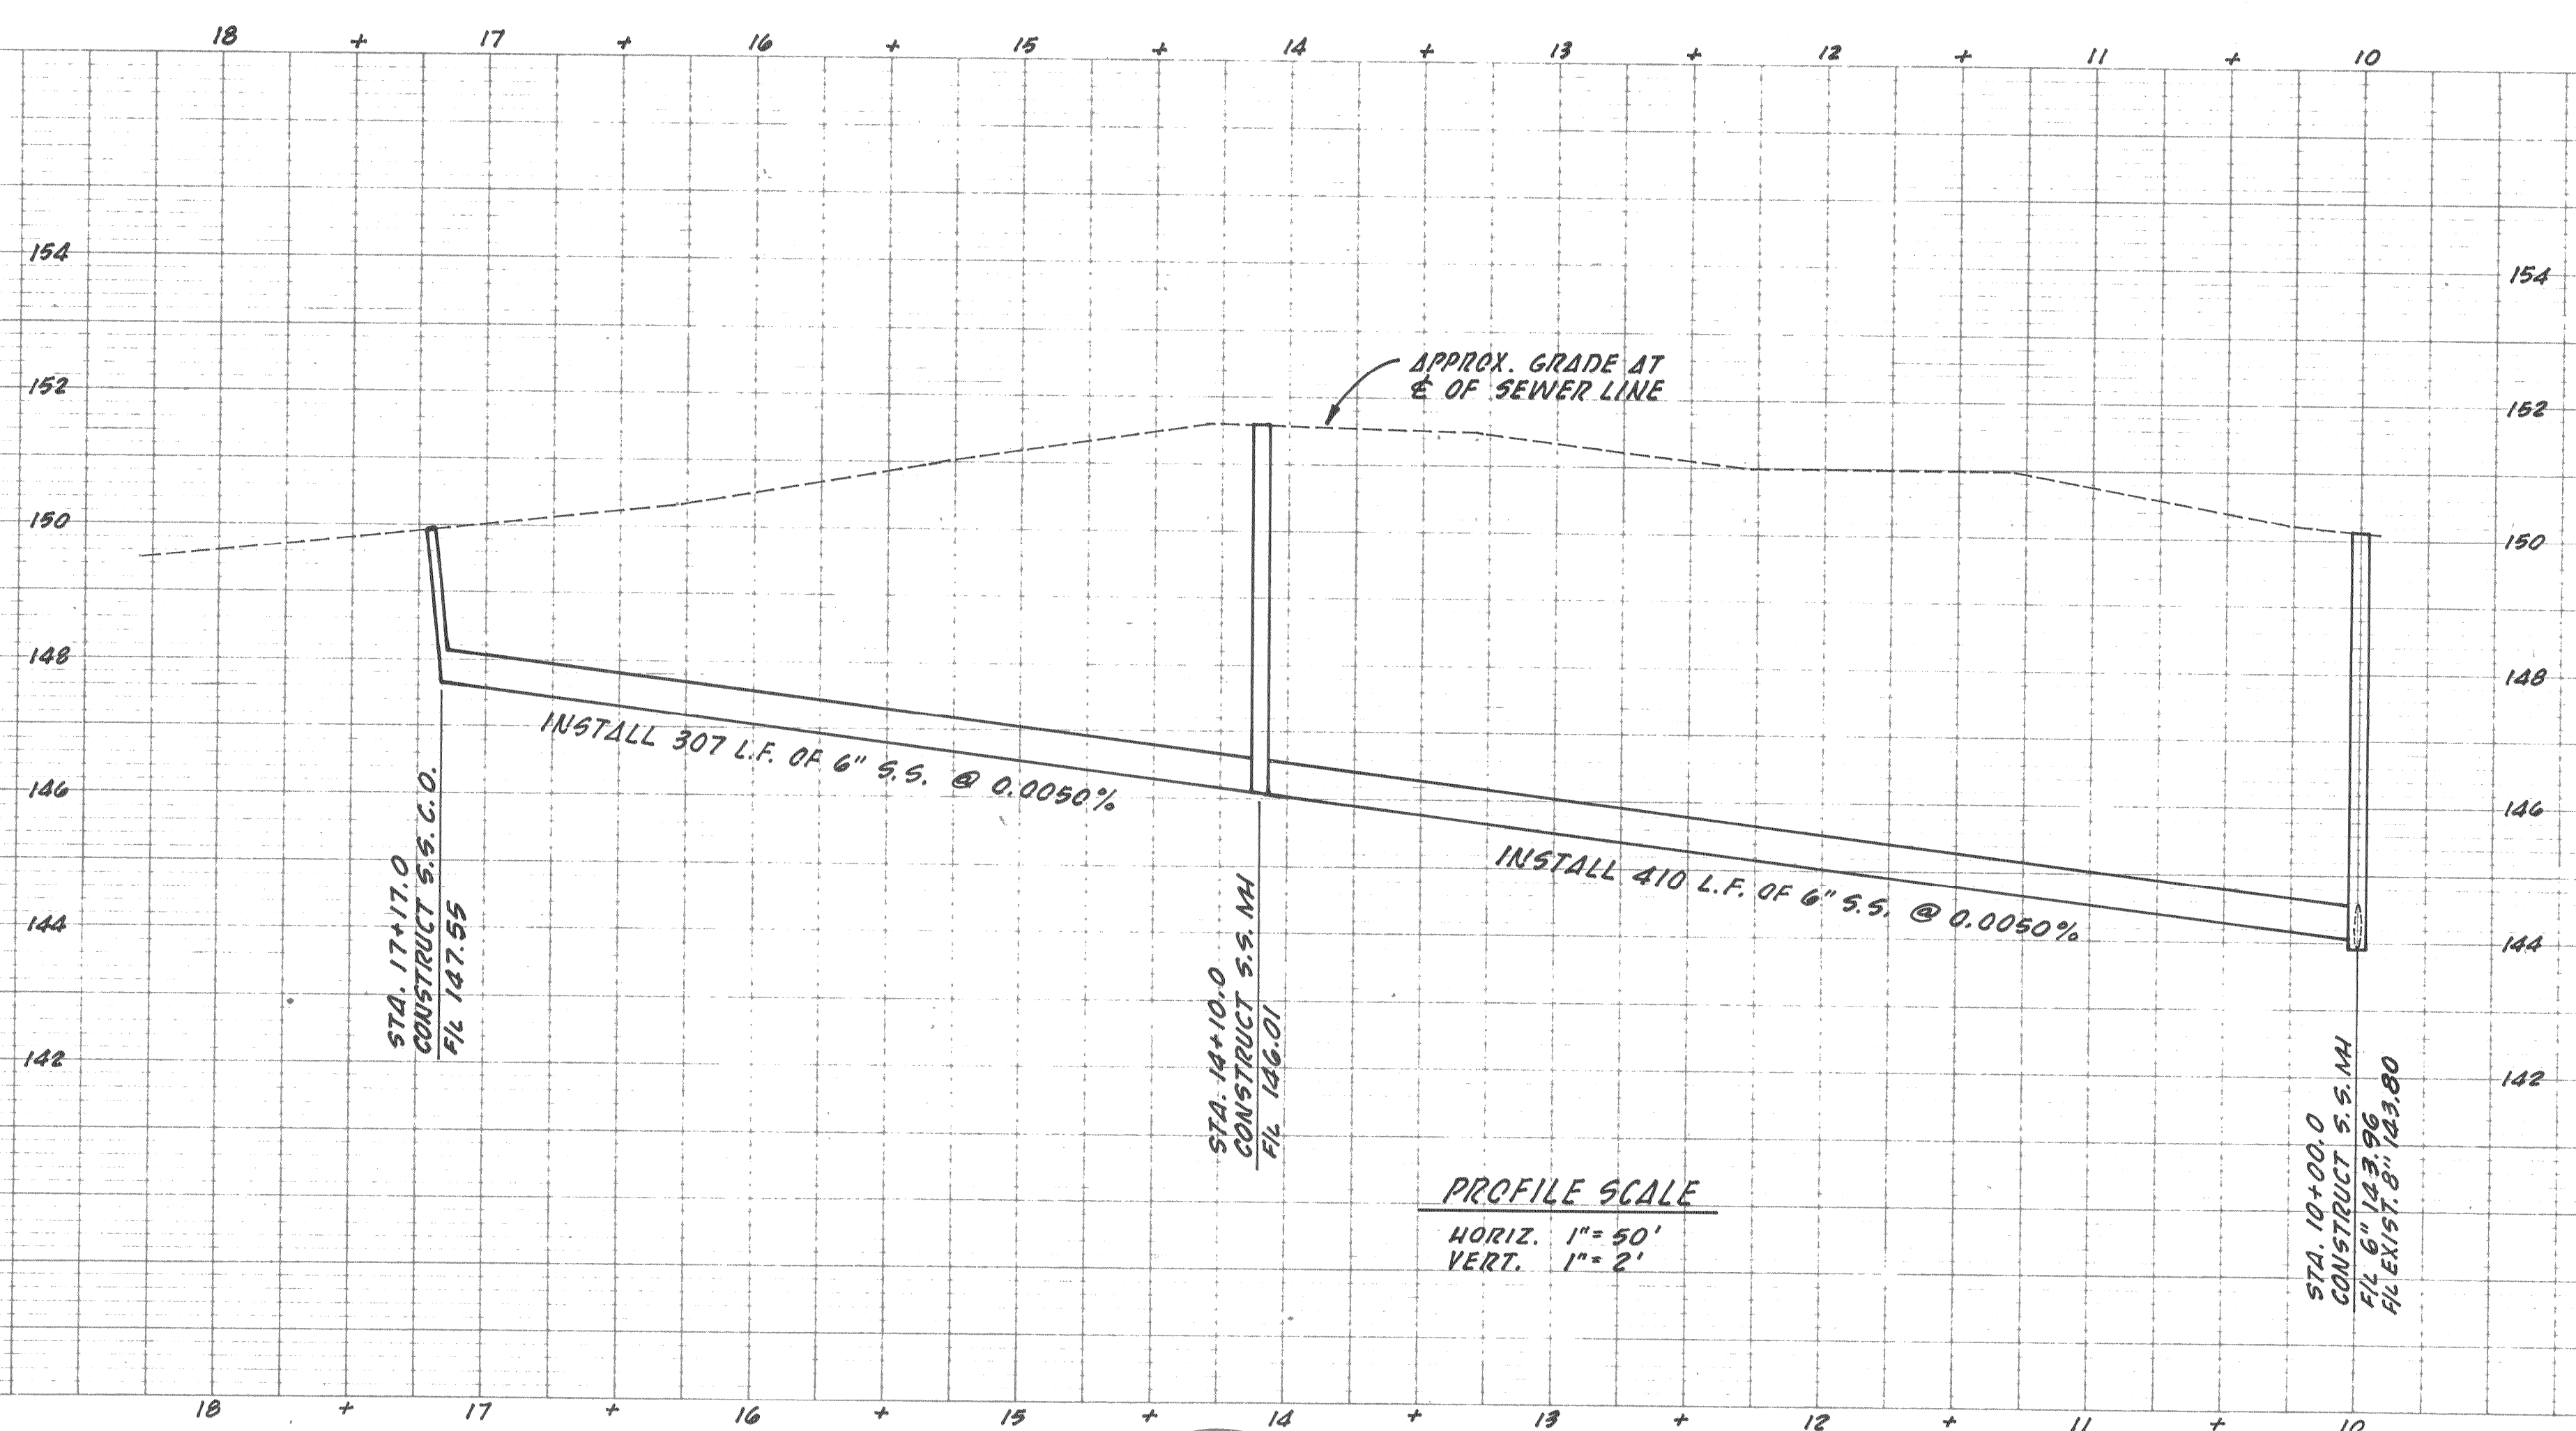 18 + 17 + 16 + 15 + 14 + 13 + 12 + 11 + 10
154
154
APPROX. GRADE AT
℄ OF SEWER LINE
152
152
150
150
148
148
INSTALL 307 L.F. OF 6" S.S. @ 0.0050%
146
146
INSTALL 410 L.F. OF 6" S.S. @ 0.0050%
144
144
142
142
STA. 17+17.0
CONSTRUCT S.S.C.O.
F/L 147.55
STA. 14+10.0
CONSTRUCT S.S. MH
F/L 146.01
STA. 10+00.0
CONSTRUCT S.S. MH
F/L 6" 143.96
F/L EXIST. 8" 143.80
PROFILE SCALE
HORIZ. 1" = 50'
VERT. 1" = 2'
18 + 17 + 16 + 15 + 14 + 13 + 12 + 11 + 10